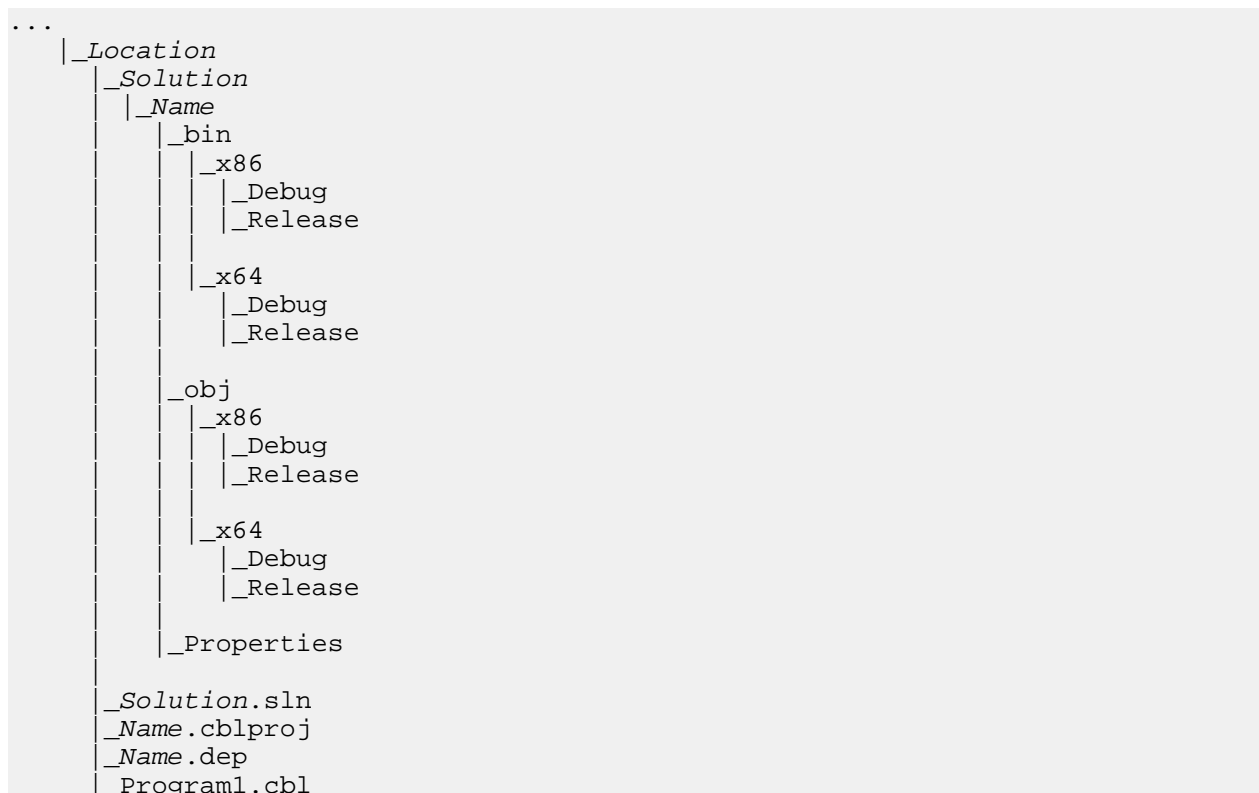 ...
   |_Location
     |_Solution
     | |_Name
     |   |_bin
     |   | |_x86
     |   | | |_Debug
     |   | | |_Release
     |   | |
     |   | |_x64
     |   |   |_Debug
     |   |   |_Release
     |   |
     |   |_obj
     |   | |_x86
     |   | | |_Debug
     |   | | |_Release
     |   | |
     |   | |_x64
     |   |   |_Debug
     |   |   |_Release
     |   |
     |   |_Properties
     |
     |_Solution.sln
     |_Name.cblproj
     |_Name.dep
     |_Program1.cbl